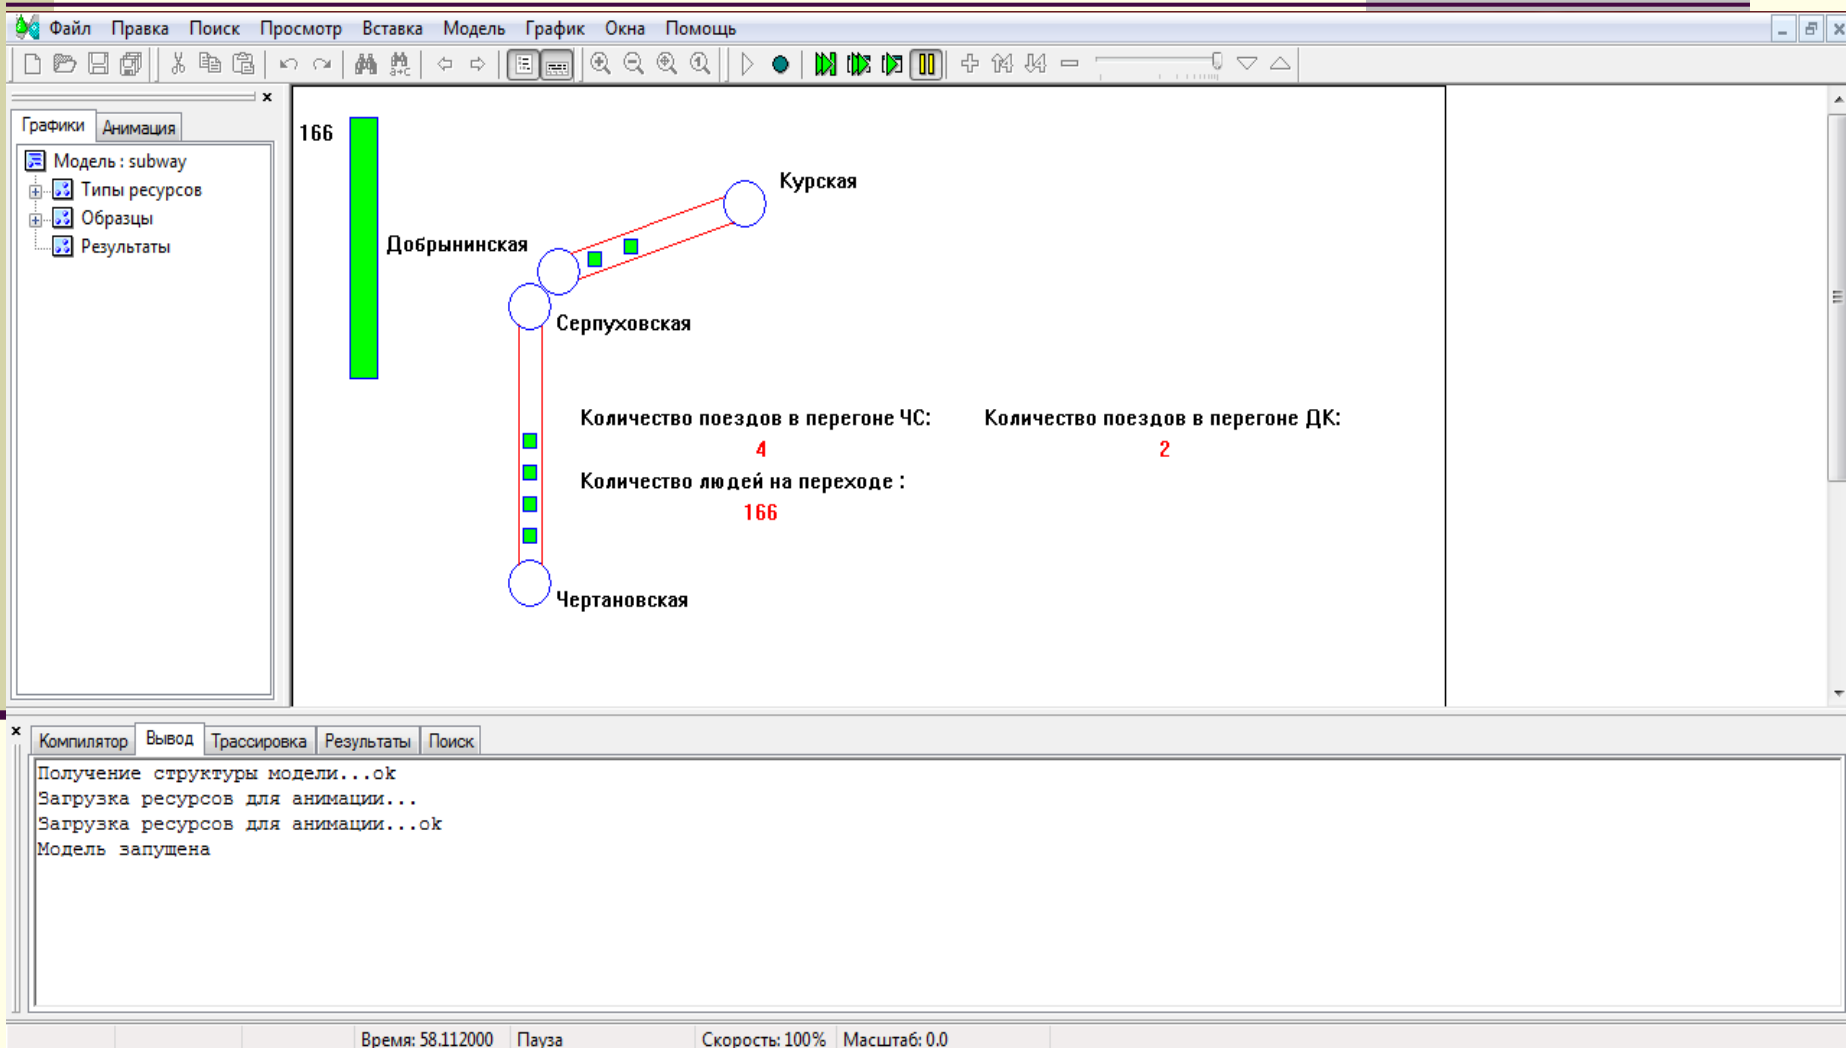 Файл Правка Поиск Просмотр Вставка Модель График Окна Помощь
Графики Анимация
Модель : subway
Типы ресурсов
Образцы
Результаты
166
Курская
Добрынинская
Серпуховская
Количество поездов в перегоне ЧС: Количество поездов в перегоне ДК:
4 2
Количество людей на переходе :
166
Чертановская
Компилятор Вывод Трассировка Результаты Поиск
Получение структуры модели...ok
Загрузка ресурсов для анимации...
Загрузка ресурсов для анимации...ok
Модель запущена
Время: 58.112000 Пауза Скорость: 100% Масштаб: 0.0